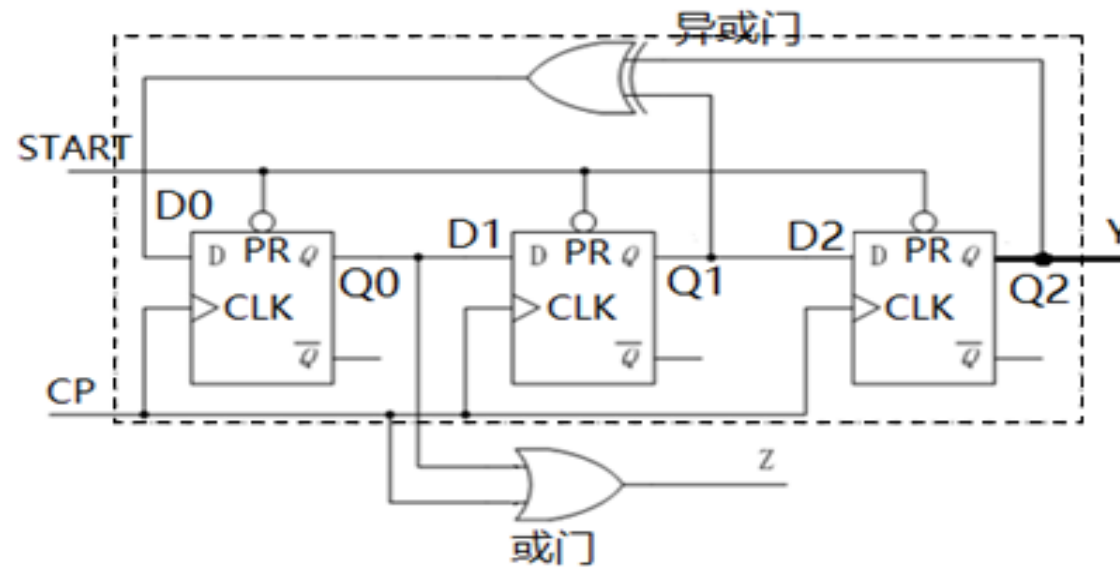 异或门
START
D0
D PR Q
Q0
CLK
Q
D1
D PR Q
Q1
CLK
Q
D2
D PR Q
Y
Q2
CLK
Q
CP
Z
或门